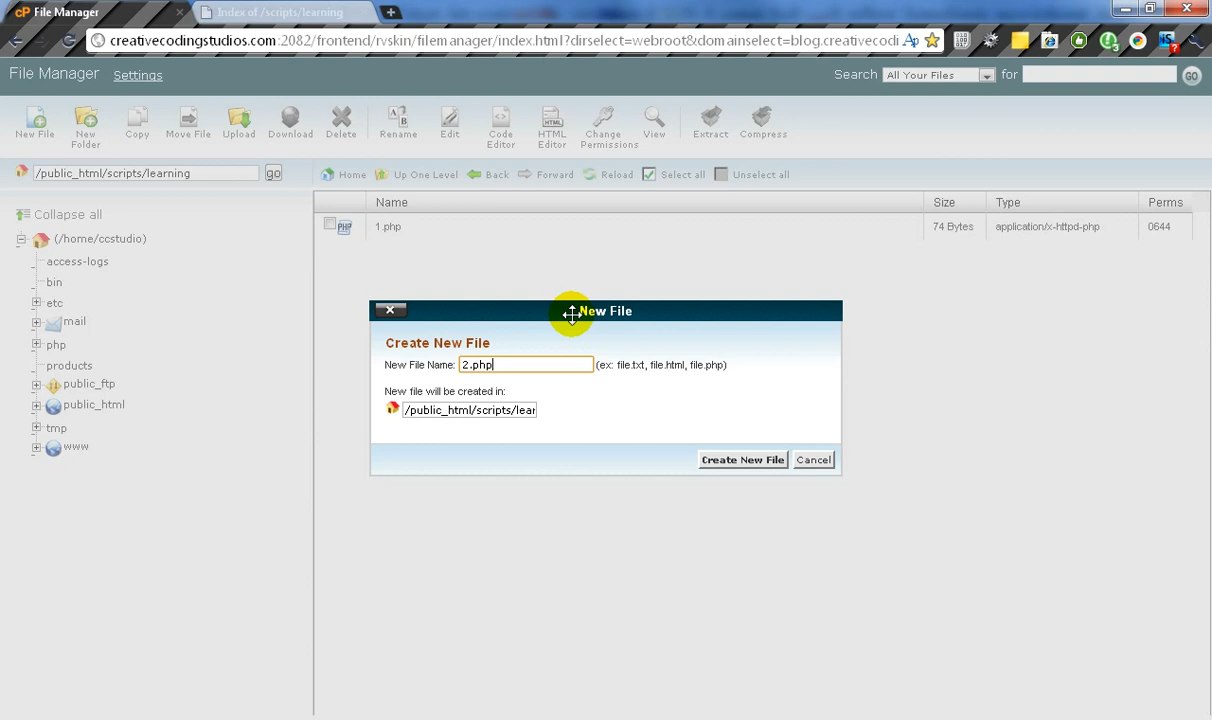 cP File Manager
Index of /scripts/learning
creativecodingstudios.com:2082/frontend/rvskin/filemanager/index.html?dirselect=webroot&domainselect=blog.creativecodi
File Manager
Settings
Search
All Your Files
for
GO
New File
New Folder
Copy
Move File
Upload
Download
Delete
Rename
Edit
Code Editor
HTML Editor
Change Permissions
View
Extract
Compress
/public_html/scripts/learning
go
Home
Up One Level
Back
Forward
Reload
Select all
Unselect all
Collapse all
(/home/ccstudio)
access-logs
bin
etc
mail
php
products
public_ftp
public_html
tmp
www
Name
Size
Type
Perms
PHP
1.php
74 Bytes
application/x-httpd-php
0644
New File
Create New File
New File Name:
2.php
(ex: file.txt, file.html, file.php)
New file will be created in:
/public_html/scripts/lear
Create New File
Cancel